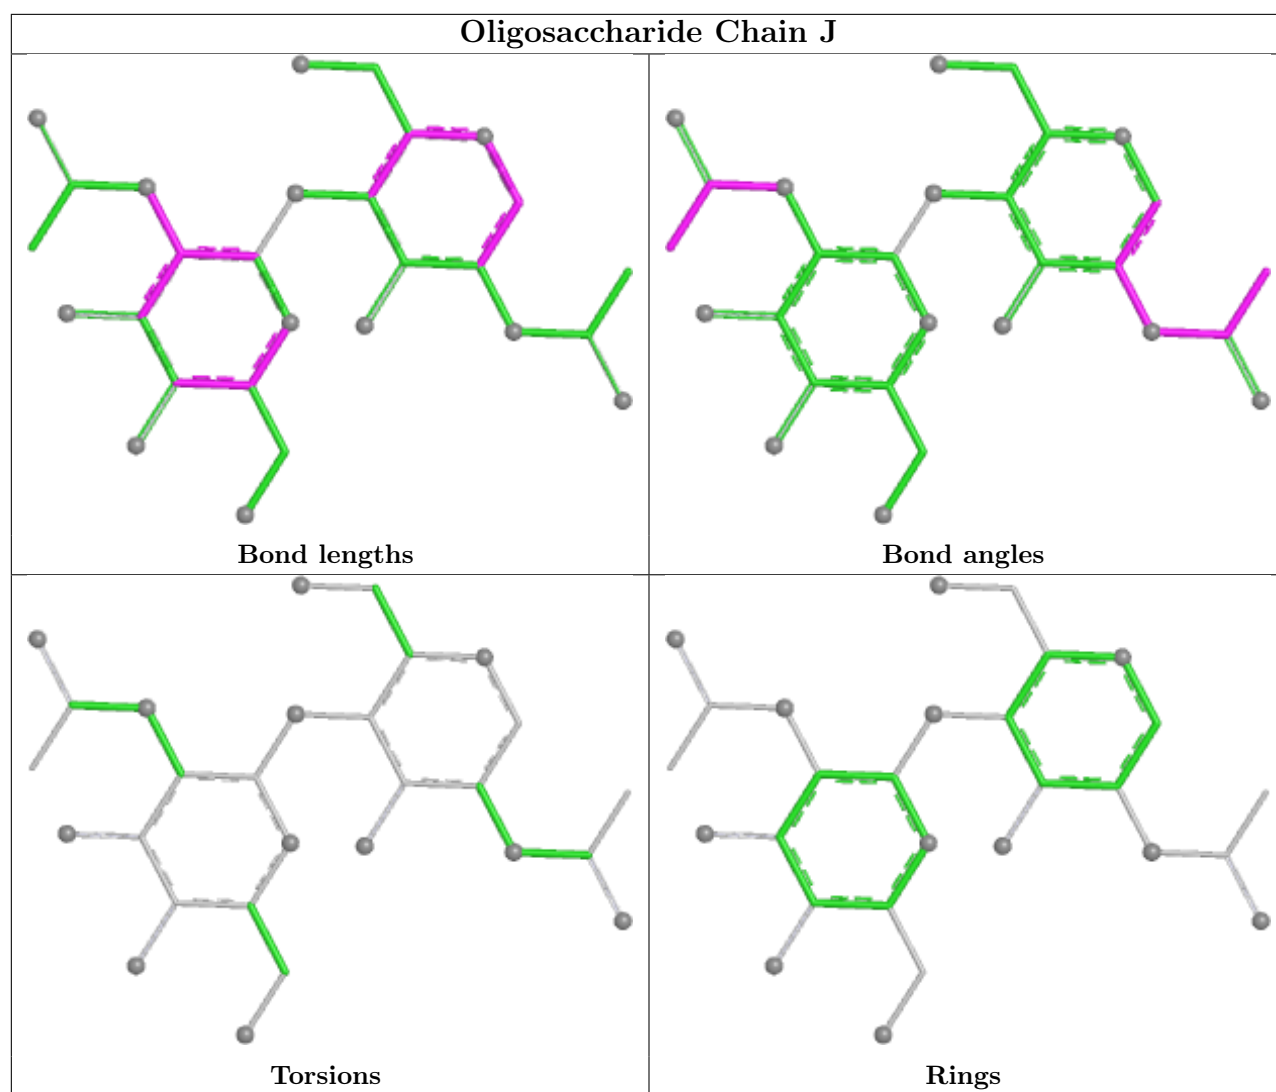 Oligosaccharide Chain J
Bond lengths
Bond angles
Torsions
Rings